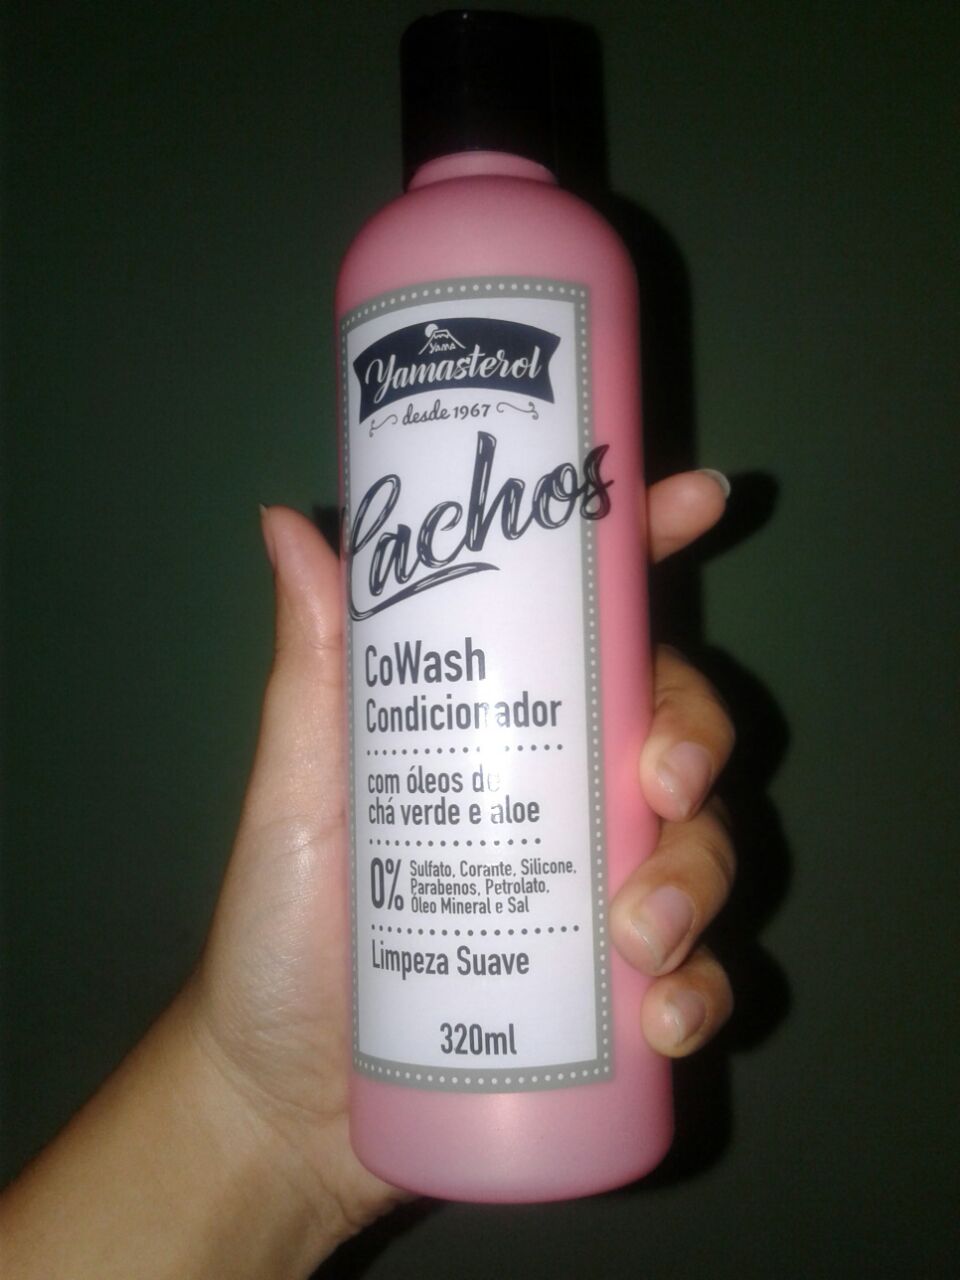 YAMA
Yamasterol
desde 1967
Cachos
CoWash
Condicionador
com óleos de
chá verde e aloe
0% Sulfato, Corante, Silicone,
Parabenos, Petrolato,
Óleo Mineral e Sal
Limpeza Suave
320ml